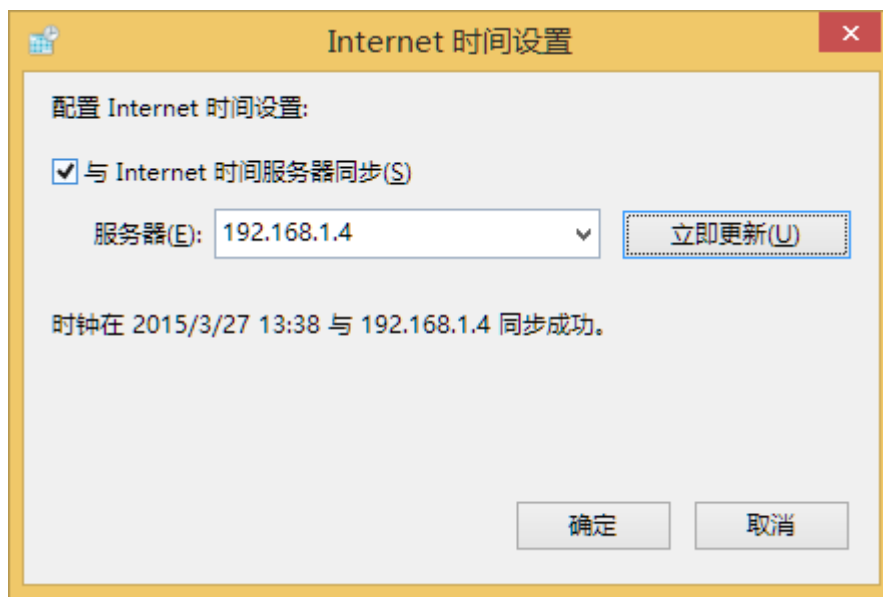 Internet 时间设置
配置 Internet 时间设置:
与 Internet 时间服务器同步(S)
服务器(E): 192.168.1.4 立即更新(U)
时钟在 2015/3/27 13:38 与 192.168.1.4 同步成功。
确定 取消